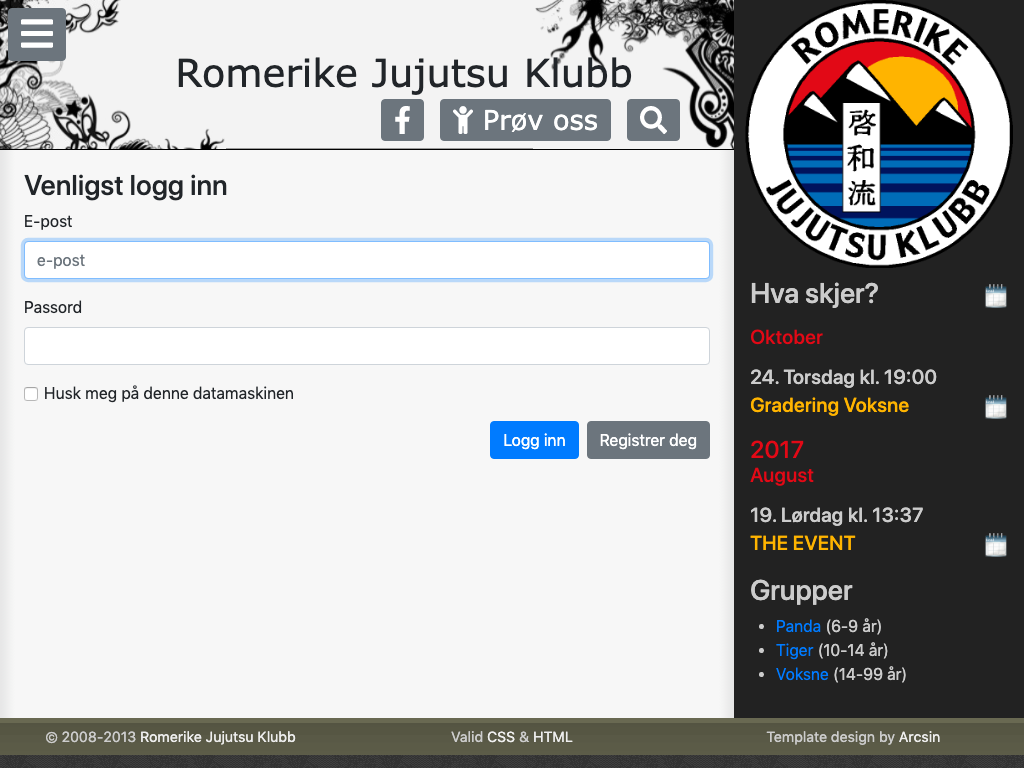 Romerike Jujutsu Klubb
Prøv oss
Venligst logg inn
E-post
e-post
Passord
Husk meg på denne datamaskinen
Logg inn
Registrer deg
ROMERIKE
啓和流
JUJUTSU KLUBB
Hva skjer?
Oktober
24. Torsdag kl. 19:00
Gradering Voksne
2017
August
19. Lørdag kl. 13:37
THE EVENT
Grupper
Panda (6-9 år)
Tiger (10-14 år)
Voksne (14-99 år)
© 2008-2013 Romerike Jujutsu Klubb
Valid CSS & HTML
Template design by Arcsin